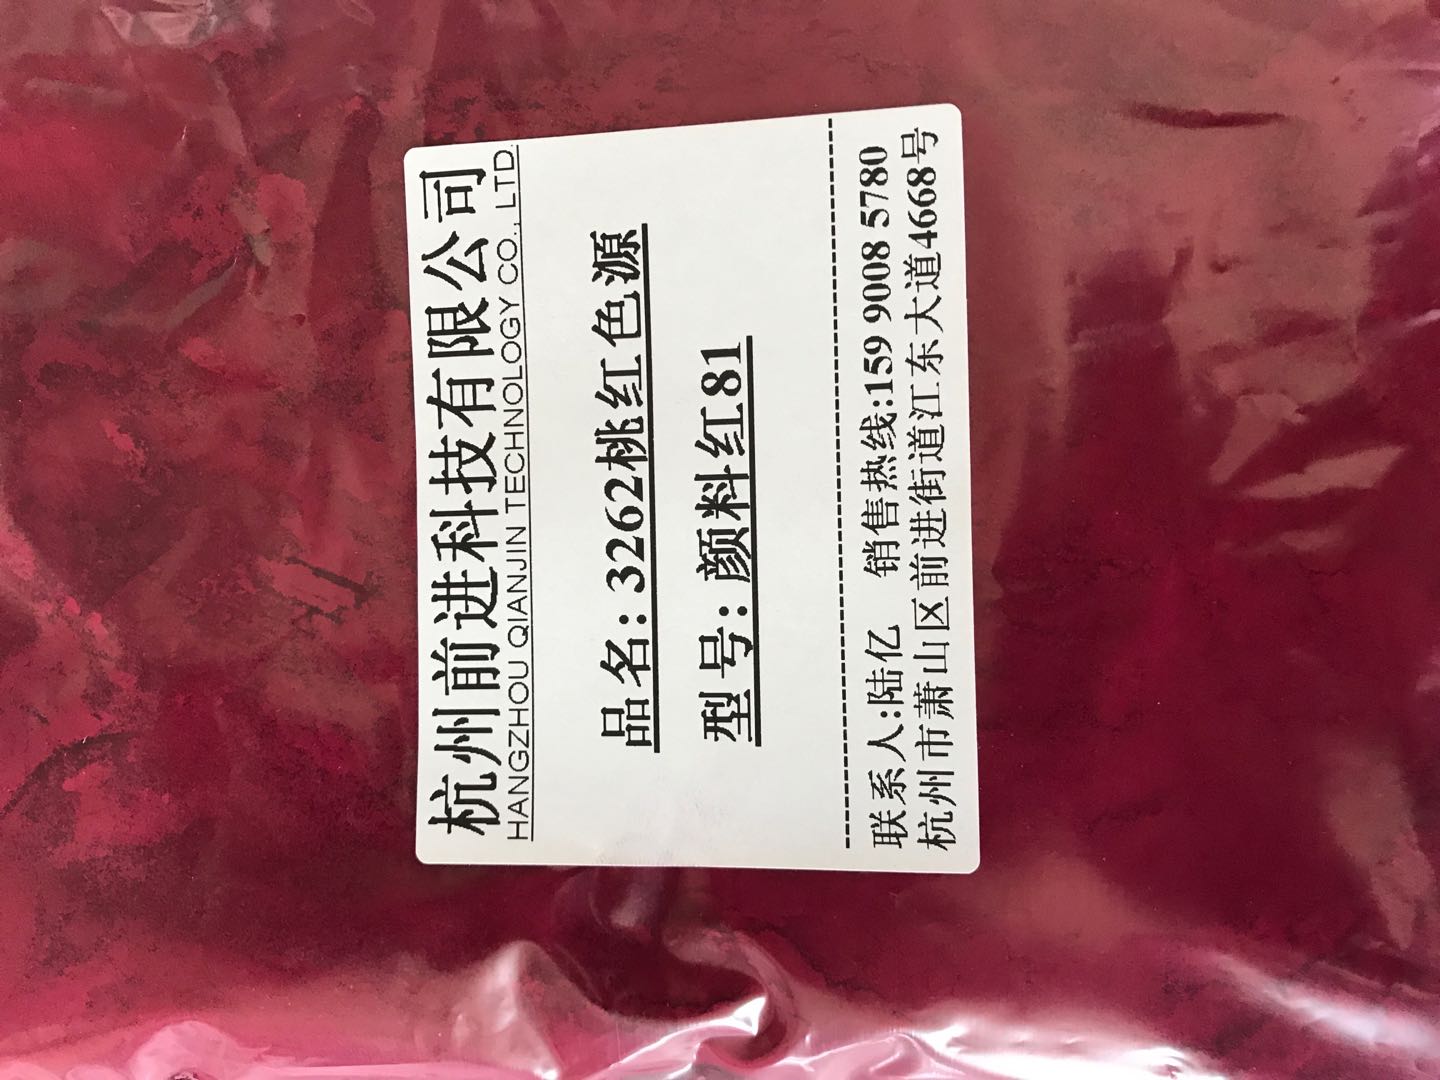 杭州前进科技有限公司
HANGZHOU QIANJIN TECHNOLOGY CO., LTD.
品名: 3262桃红色源
型号: 颜料红81
联系人:陆亿 销售热线:159 9008 5780
杭州市萧山区前进街道江东大道4668号